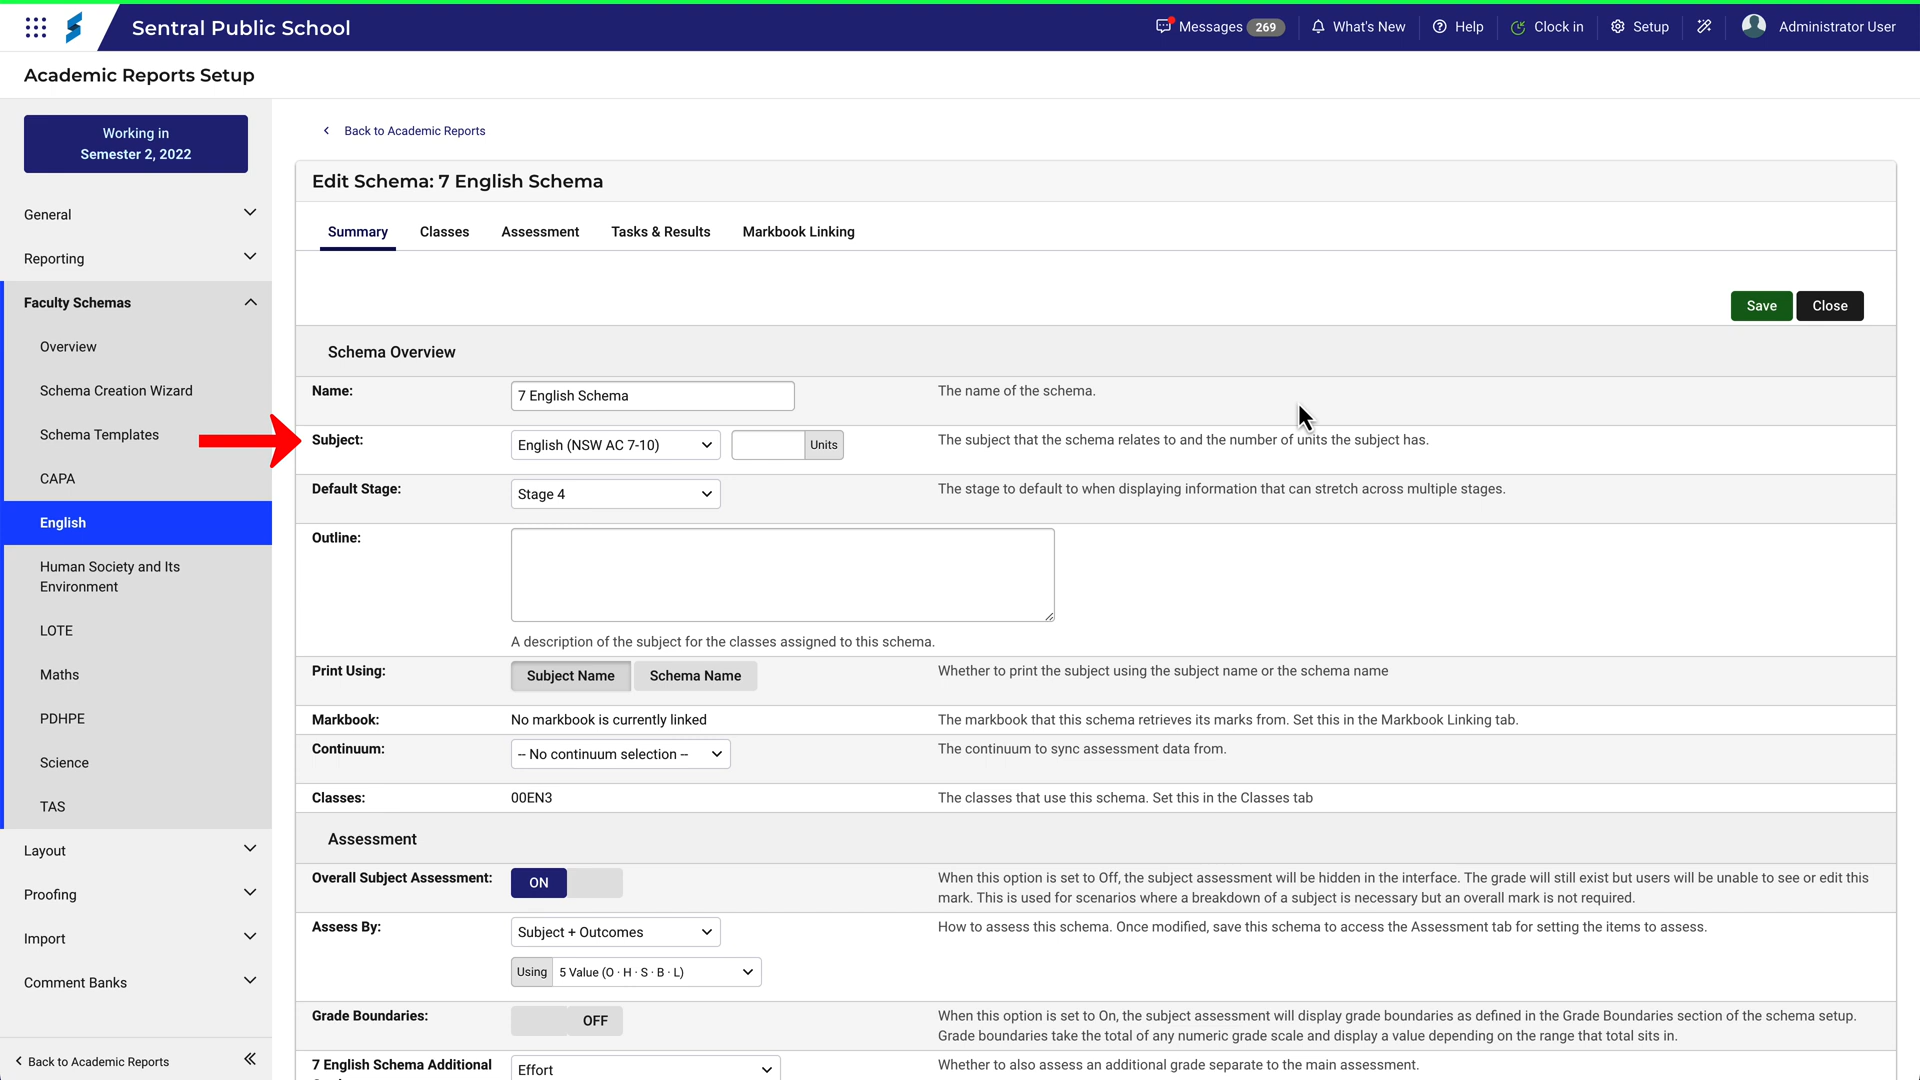 Sentral Public School
Messages 269
What's New
Help
Clock in
Setup
Administrator User
Academic Reports Setup
Working in
Semester 2, 2022
General
Reporting
Faculty Schemas
Overview
Schema Creation Wizard
Schema Templates
CAPA
English
Human Society and Its
Environment
LOTE
Maths
PDHPE
Science
TAS
Layout
Proofing
Import
Comment Banks
Back to Academic Reports
Back to Academic Reports
Edit Schema: 7 English Schema
Summary Classes Assessment Tasks & Results Markbook Linking
Save Close
Schema Overview
Name: 7 English Schema The name of the schema.
Subject: English (NSW AC 7-10) Units The subject that the schema relates to and the number of units the subject has.
Default Stage: Stage 4 The stage to default to when displaying information that can stretch across multiple stages.
Outline:
A description of the subject for the classes assigned to this schema.
Print Using: Subject Name Schema Name Whether to print the subject using the subject name or the schema name
Markbook: No markbook is currently linked The markbook that this schema retrieves its marks from. Set this in the Markbook Linking tab.
Continuum: -- No continuum selection -- The continuum to sync assessment data from.
Classes: 00EN3 The classes that use this schema. Set this in the Classes tab
Assessment
Overall Subject Assessment: ON When this option is set to Off, the subject assessment will be hidden in the interface. The grade will still exist but users will be unable to see or edit this
mark. This is used for scenarios where a breakdown of a subject is necessary but an overall mark is not required.
Assess By: Subject + Outcomes How to assess this schema. Once modified, save this schema to access the Assessment tab for setting the items to assess.
Using 5 Value (O · H · S · B · L)
Grade Boundaries: OFF When this option is set to On, the subject assessment will display grade boundaries as defined in the Grade Boundaries section of the schema setup.
Grade boundaries take the total of any numeric grade scale and display a value depending on the range that total sits in.
7 English Schema Additional Effort Whether to also assess an additional grade separate to the main assessment.